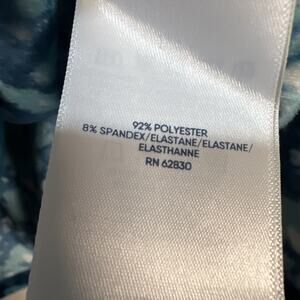 92% POLYESTER
8% SPANDEX/ELASTANE/ELASTANE/
ELASTHANNE
RN 62830